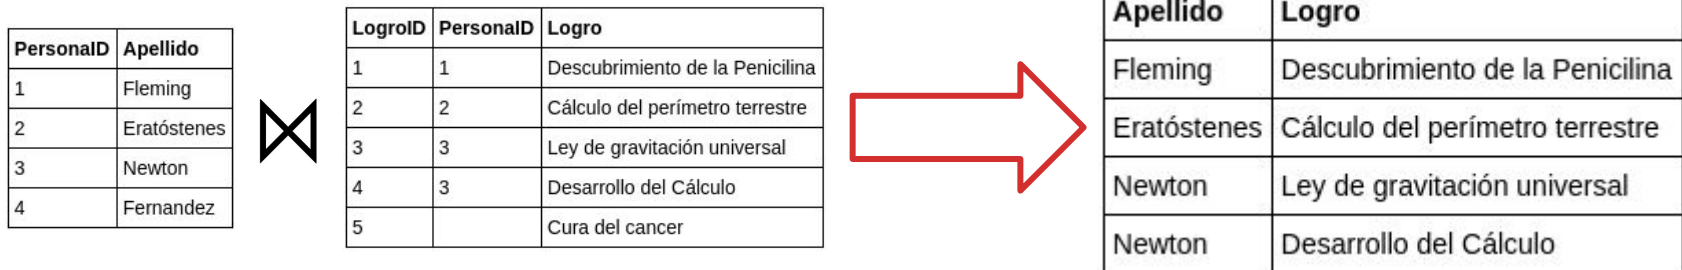 PersonaID Apellido
1 Fleming
2 Eratóstenes
3 Newton
4 Fernandez
LogroID PersonaID Logro
1 1 Descubrimiento de la Penicilina
2 2 Cálculo del perímetro terrestre
3 3 Ley de gravitación universal
4 3 Desarrollo del Cálculo
5 Cura del cancer
Apellido Logro
Fleming Descubrimiento de la Penicilina
Eratóstenes Cálculo del perímetro terrestre
Newton Ley de gravitación universal
Newton Desarrollo del Cálculo